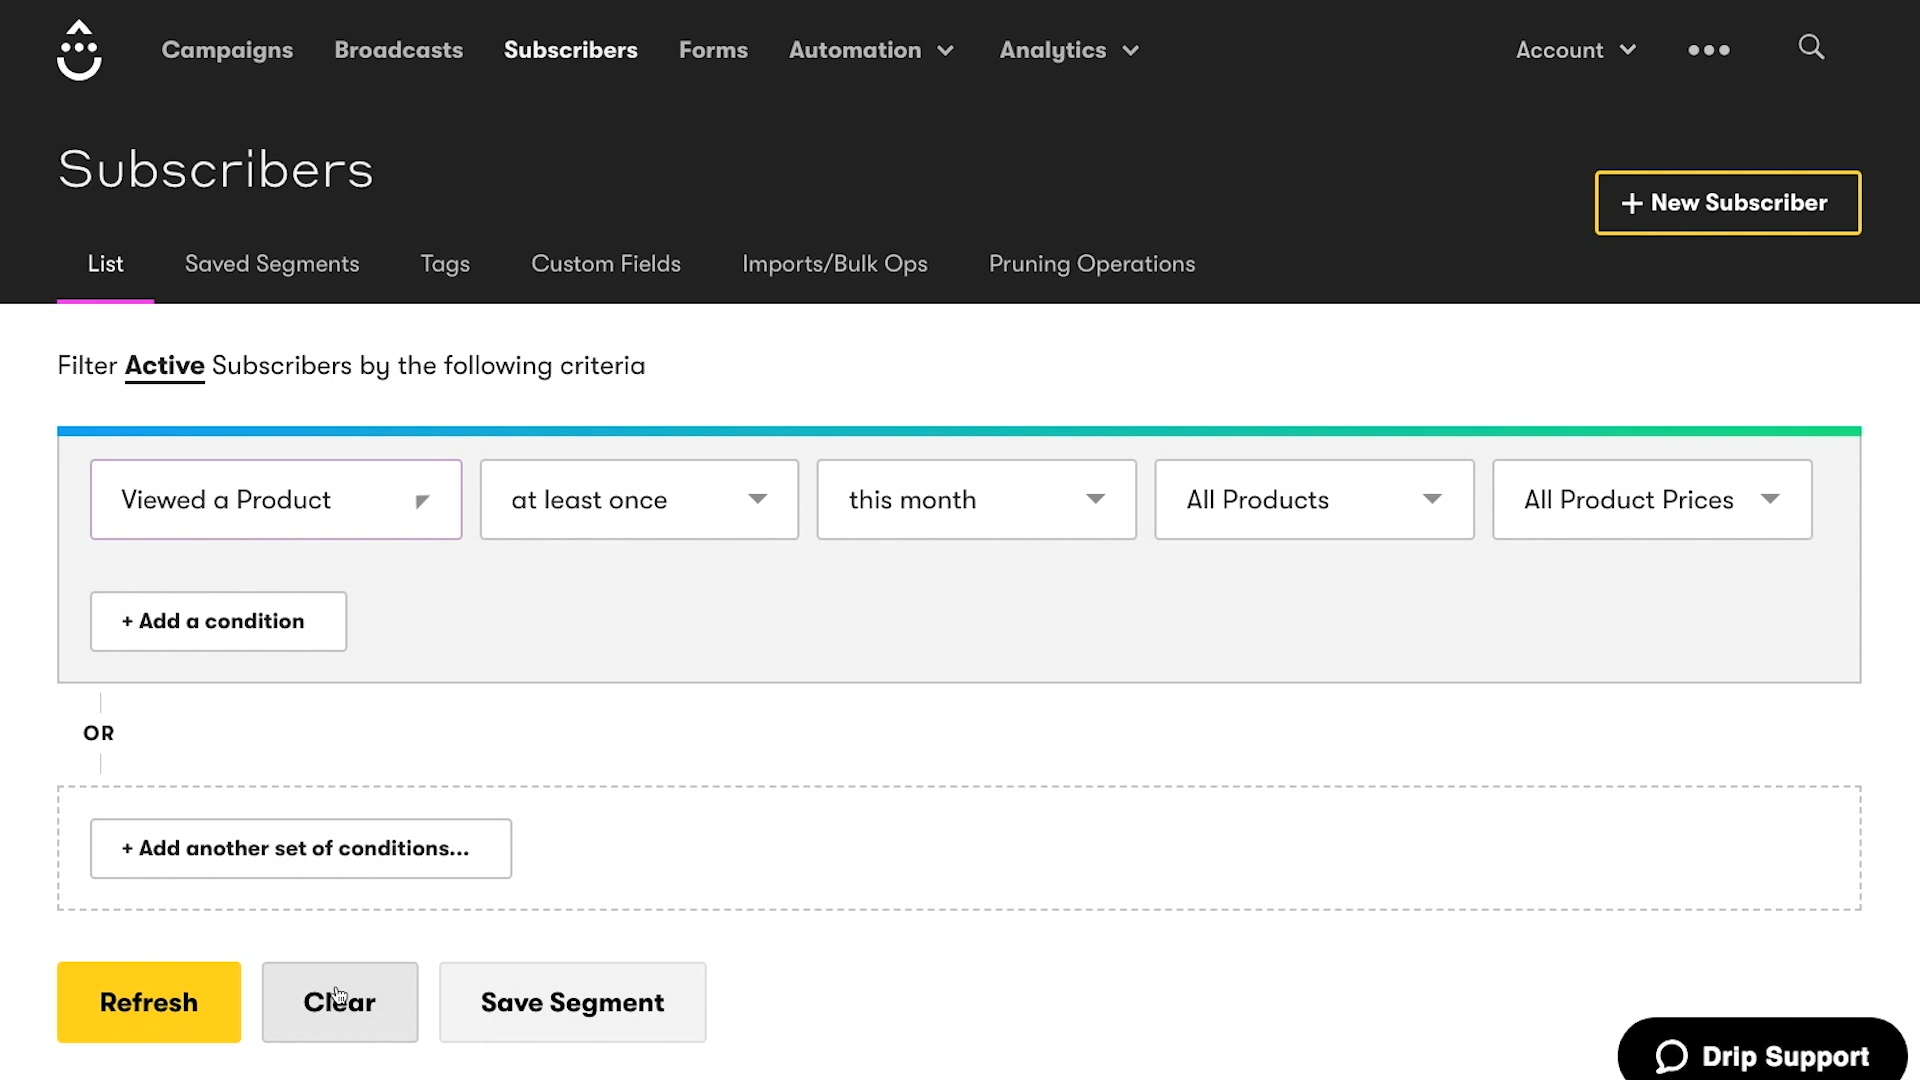 Campaigns Broadcasts Subscribers Forms Automation Analytics Account
Subscribers
+ New Subscriber
List Saved Segments Tags Custom Fields Imports/Bulk Ops Pruning Operations
Filter Active Subscribers by the following criteria
Viewed a Product at least once this month All Products All Product Prices
+ Add a condition
OR
+ Add another set of conditions...
Refresh Clear Save Segment
Drip Support